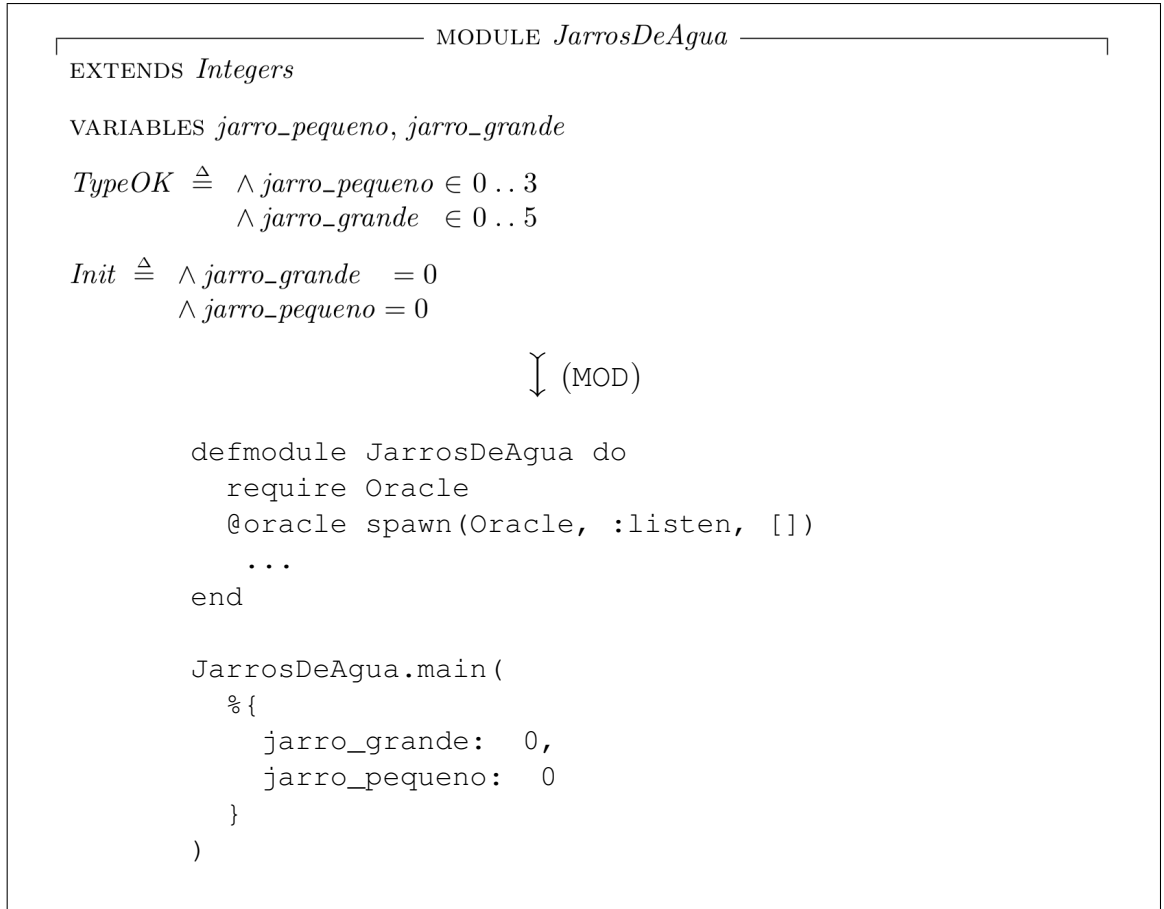 MODULE JarrosDeAgua
EXTENDS Integers
VARIABLES jarro_pequeno, jarro_grande
TypeOK ≜ ∧ jarro_pequeno ∈ 0 .. 3
∧ jarro_grande ∈ 0 .. 5
Init ≜ ∧ jarro_grande = 0
∧ jarro_pequeno = 0
↧ (MOD)
defmodule JarrosDeAgua do
require Oracle
@oracle spawn(Oracle, :listen, [])
...
end
JarrosDeAgua.main(
%{
jarro_grande: 0,
jarro_pequeno: 0
}
)